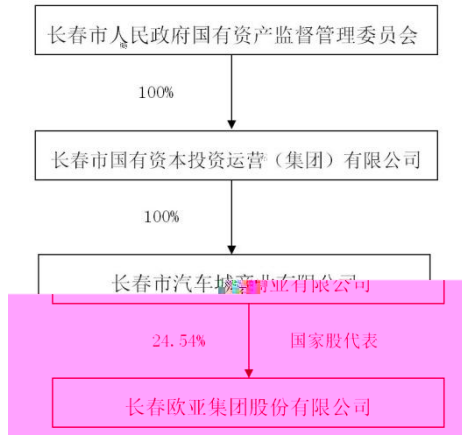 长春市人民政府国有资产监督管理委员会
100%
长春市国有资本投资运营（集团）有限公司
100%
长春市汽车城商业有限公司
24.54% 国家股代表
长春欧亚集团股份有限公司